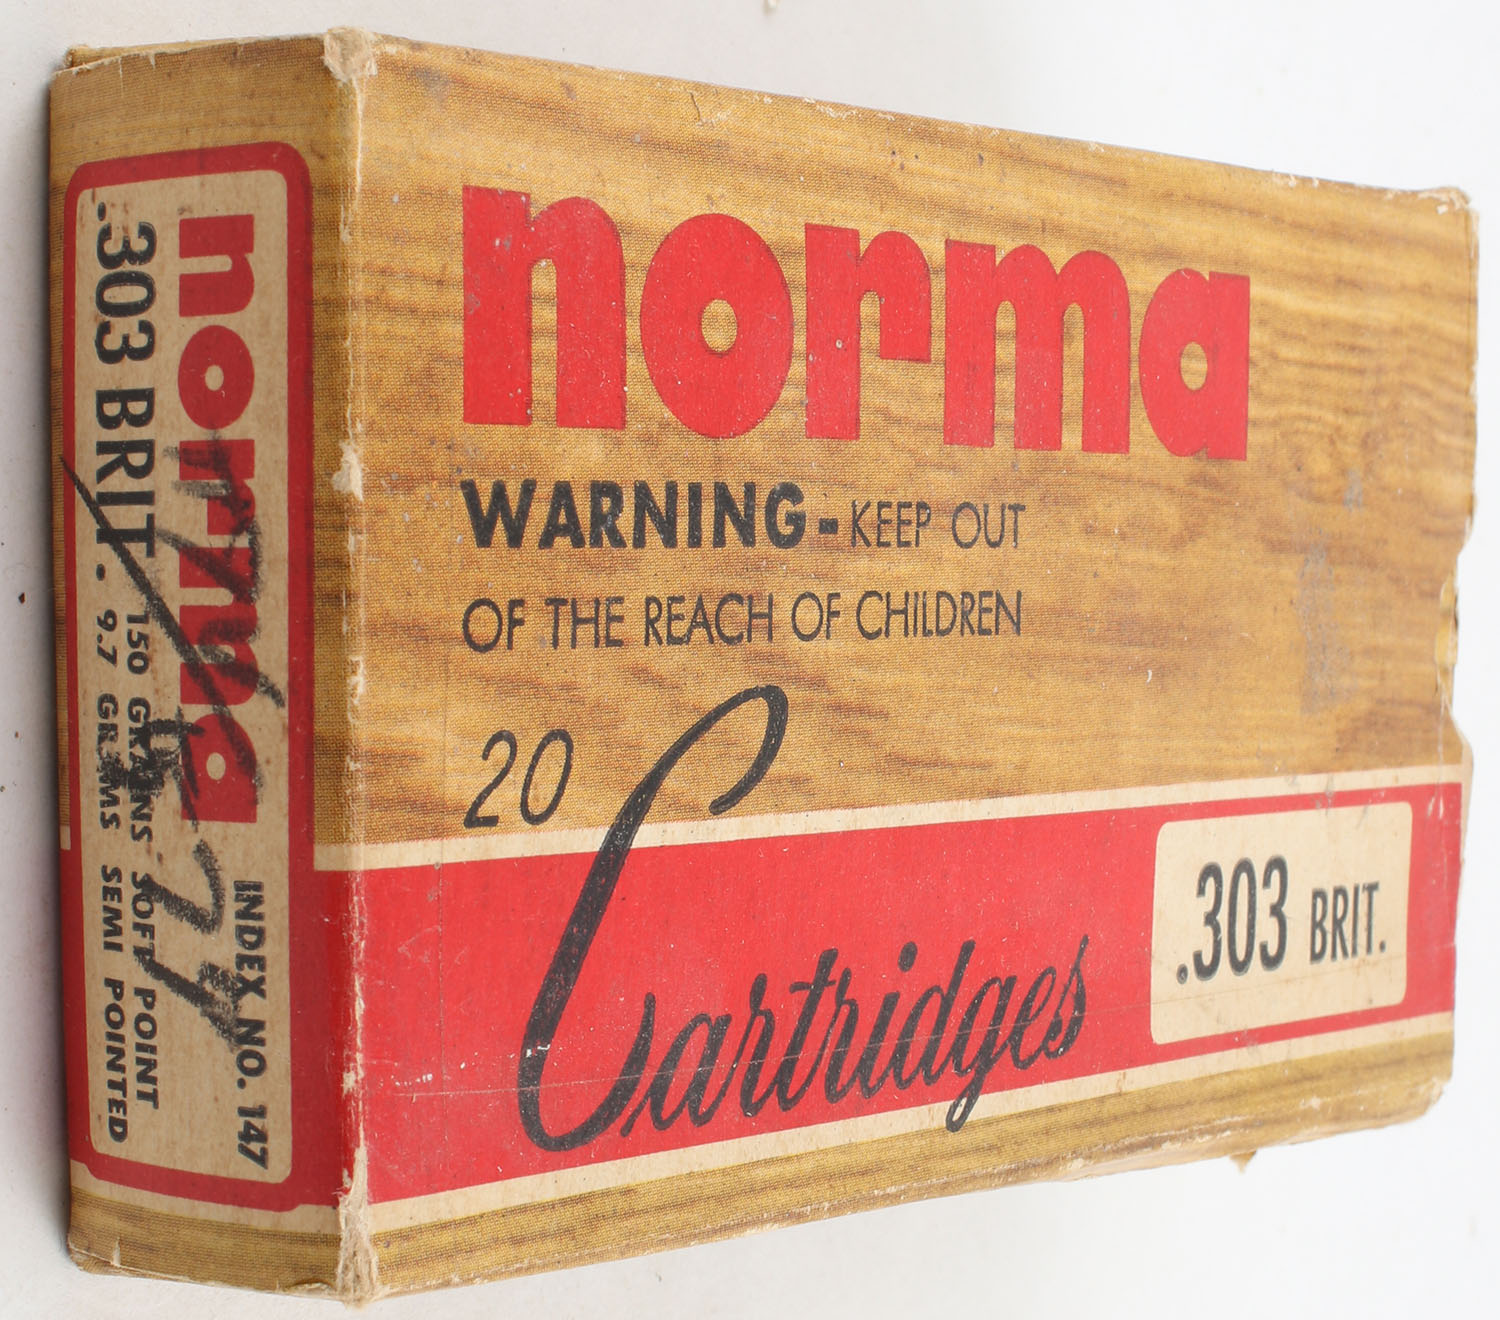 norma
WARNING-KEEP OUT
OF THE REACH OF CHILDREN
20
Cartridges
.303 BRIT.
norma
INDEX NO. 147
.303 BRIT.
150 GRAINS SOFT POINT
9.7 GRAMS SEMI POINTED